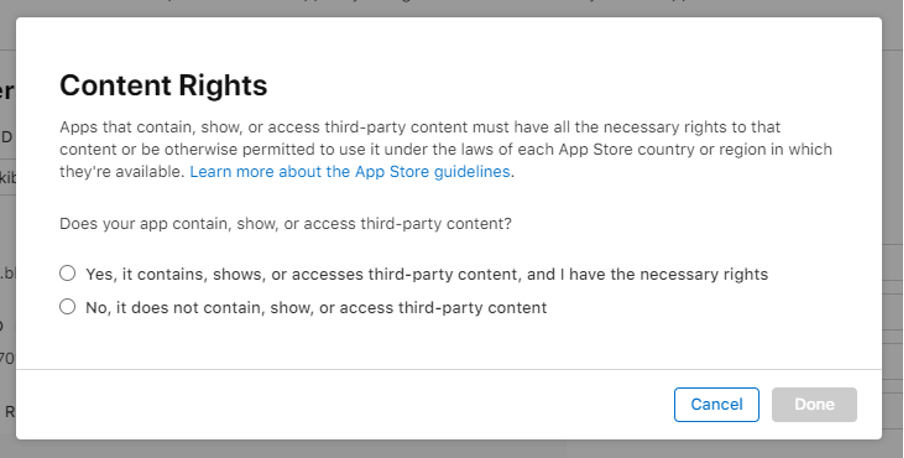 er
Content Rights
D
Apps that contain, show, or access third-party content must have all the necessary rights to that
content or be otherwise permitted to use it under the laws of each App Store country or region in which
they're available. Learn more about the App Store guidelines.
Does your app contain, show, or access third-party content?
Yes, it contains, shows, or accesses third-party content, and I have the necessary rights
No, it does not contain, show, or access third-party content
70
R
Cancel
Done